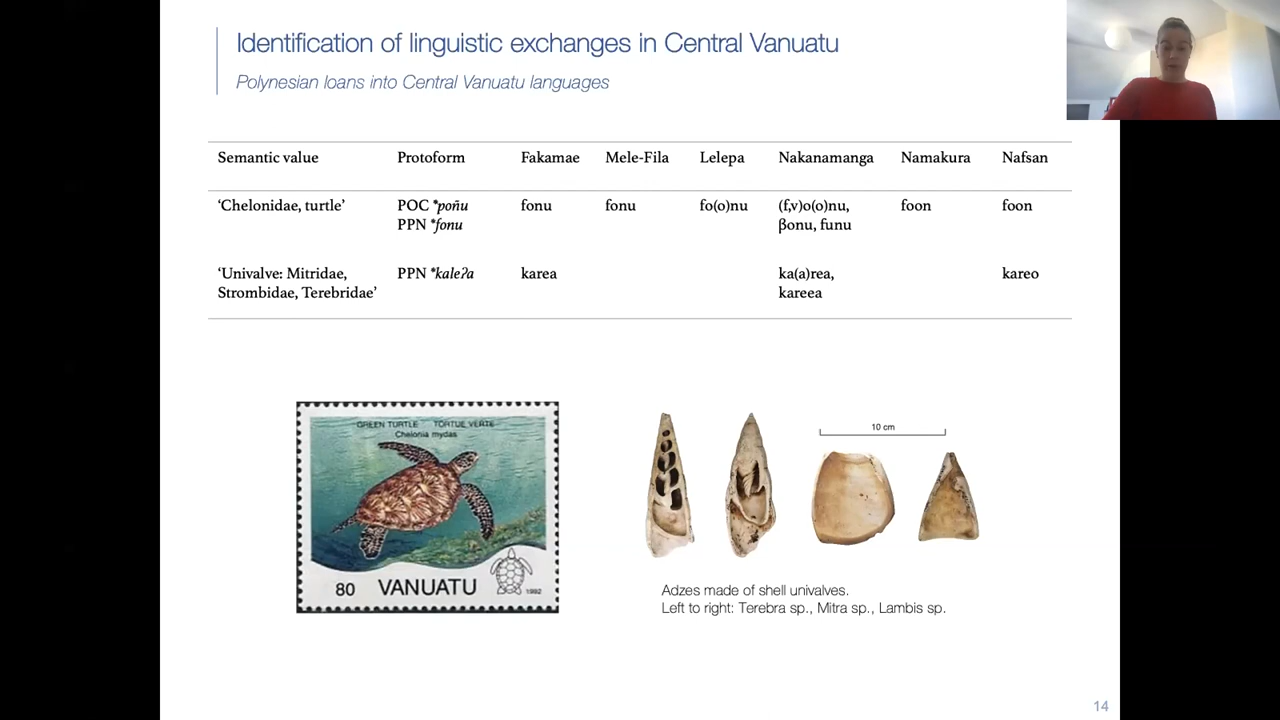 Identification of linguistic exchanges in Central Vanuatu
Polynesian loans into Central Vanuatu languages
Semantic value Protoform Fakamae Mele-Fila Lelepa Nakanamanga Namakura Nafsan
‘Chelonidae, turtle’ POC *poñu fonu fonu fo(o)nu (f,v)o(o)nu, foon foon
PPN *fonu βonu, funu
‘Univalve: Mitridae, PPN *kaleʔa karea ka(a)rea, kareo
Strombidae, Terebridae’ kareea
GREEN TURTLE TORTUE VERTE
Chelonia mydas
80 VANUATU 1992
10 cm
Adzes made of shell univalves.
Left to right: Terebra sp., Mitra sp., Lambis sp.
14